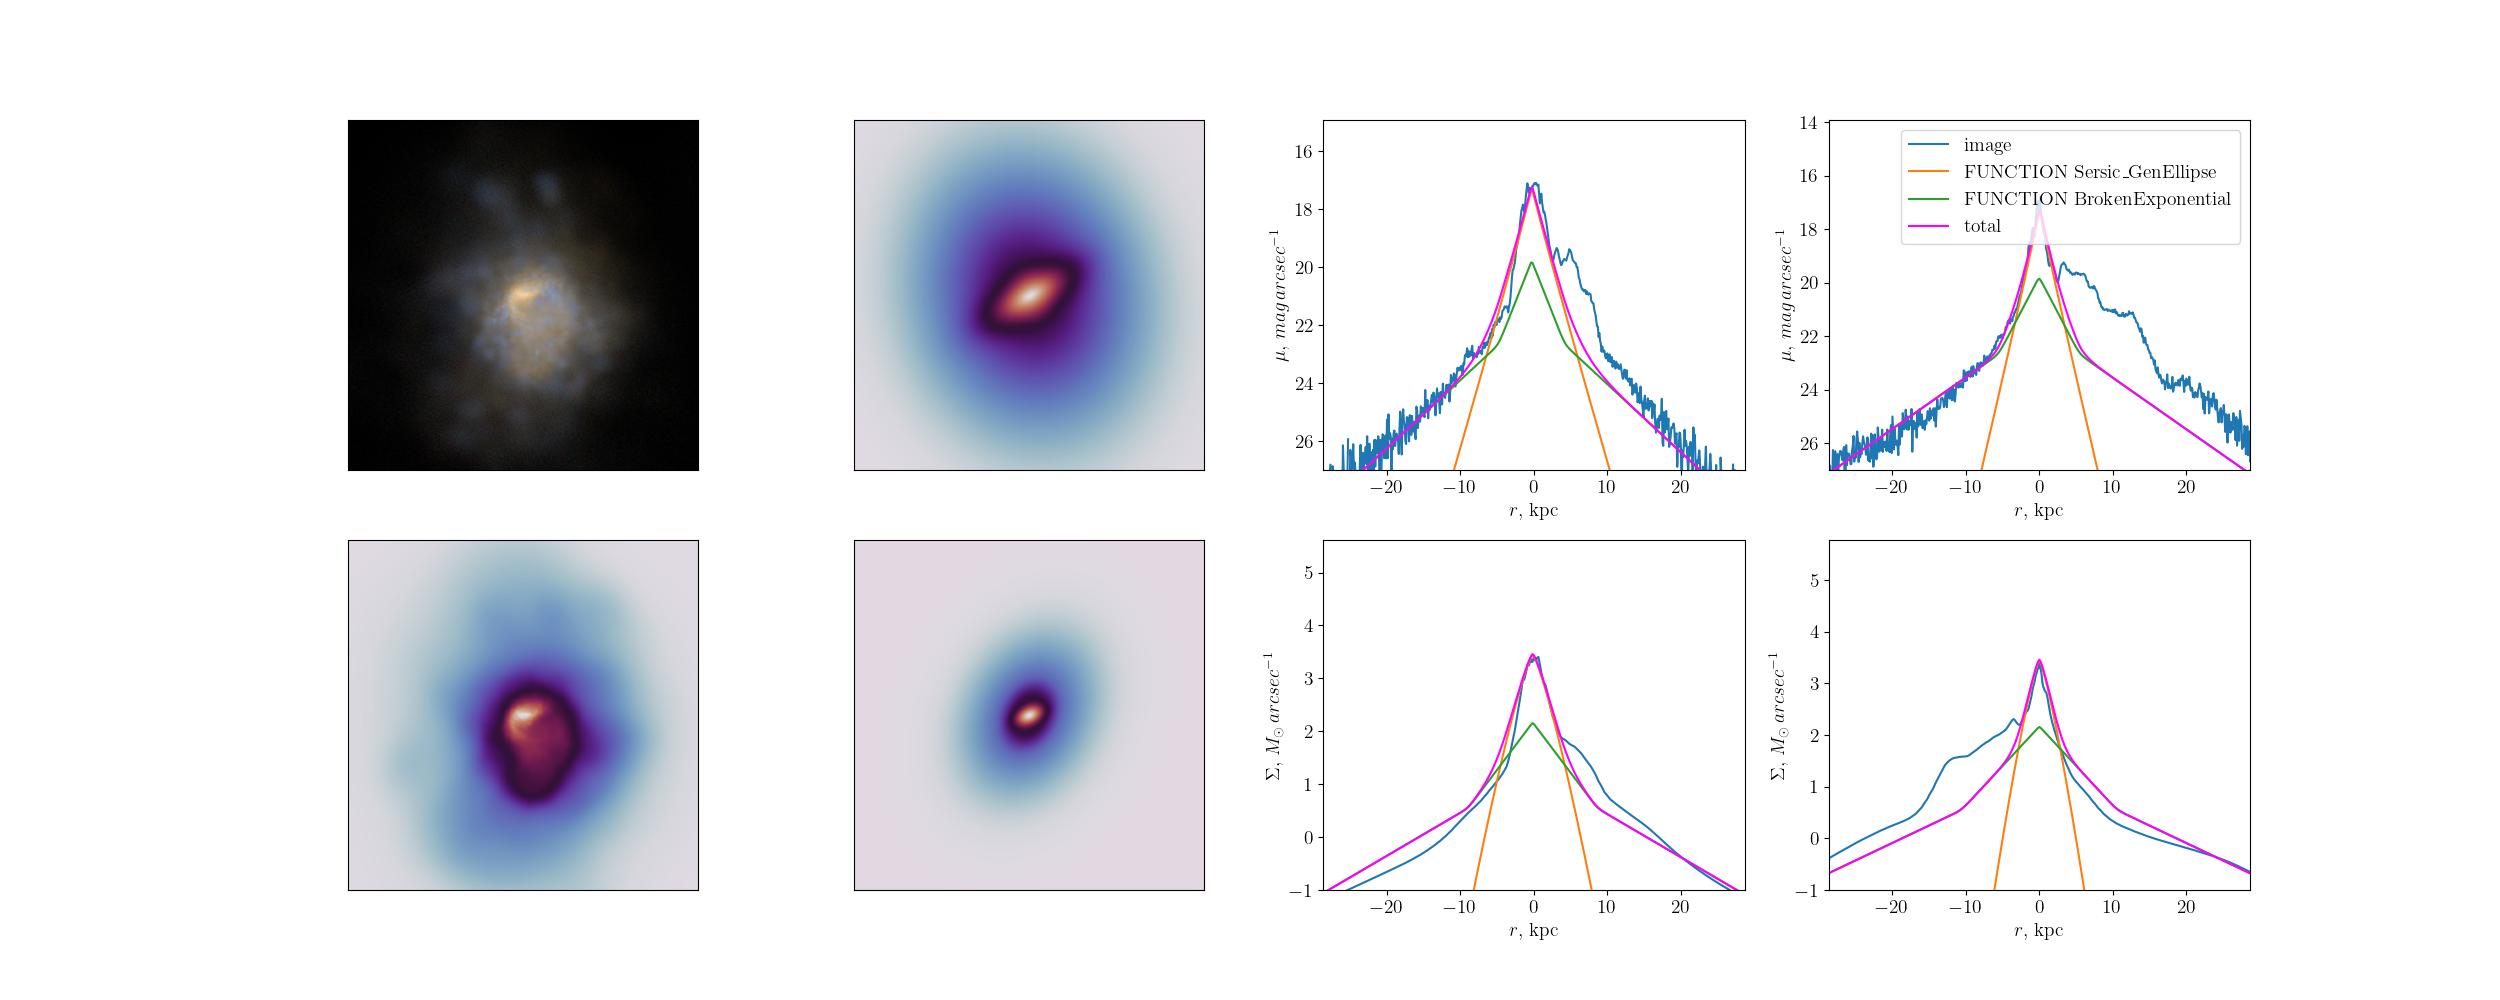 16
18
20
22
24
26
μ, mag arcsec⁻¹
−20 −10 0 10 20
r, kpc
14
16
18
20
22
24
26
μ, mag arcsec⁻¹
image
FUNCTION Sersic_GenEllipse
FUNCTION BrokenExponential
total
−20 −10 0 10 20
r, kpc
5
4
3
2
1
0
−1
Σ, M⊙ arcsec⁻¹
−20 −10 0 10 20
r, kpc
5
4
3
2
1
0
−1
Σ, M⊙ arcsec⁻¹
−20 −10 0 10 20
r, kpc